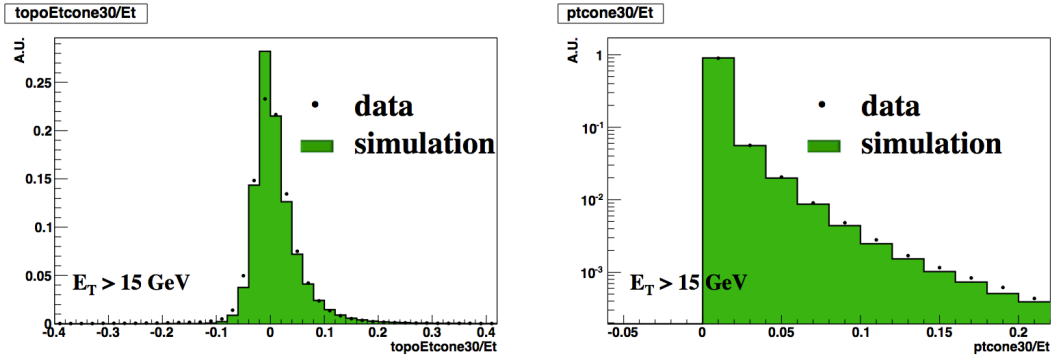 topoEtcone30/Et
A.U.
0.25
0.2
0.15
0.1
0.05
0
-0.4 -0.3 -0.2 -0.1 0 0.1 0.2 0.3 0.4
topoEtcone30/Et
data
simulation
E_T > 15 GeV
ptcone30/Et
A.U.
1
10^-1
10^-2
10^-3
-0.05 0 0.05 0.1 0.15 0.2
ptcone30/Et
data
simulation
E_T > 15 GeV